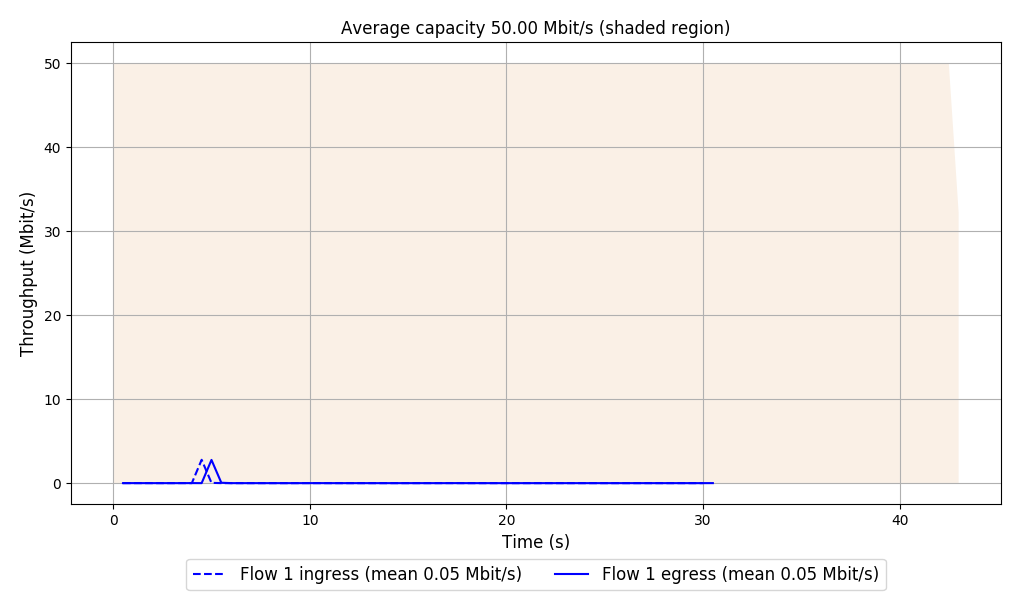 Average capacity 50.00 Mbit/s (shaded region)
50
40
30
20
10
0
Throughput (Mbit/s)
0 10 20 30 40
Time (s)
Flow 1 ingress (mean 0.05 Mbit/s) Flow 1 egress (mean 0.05 Mbit/s)